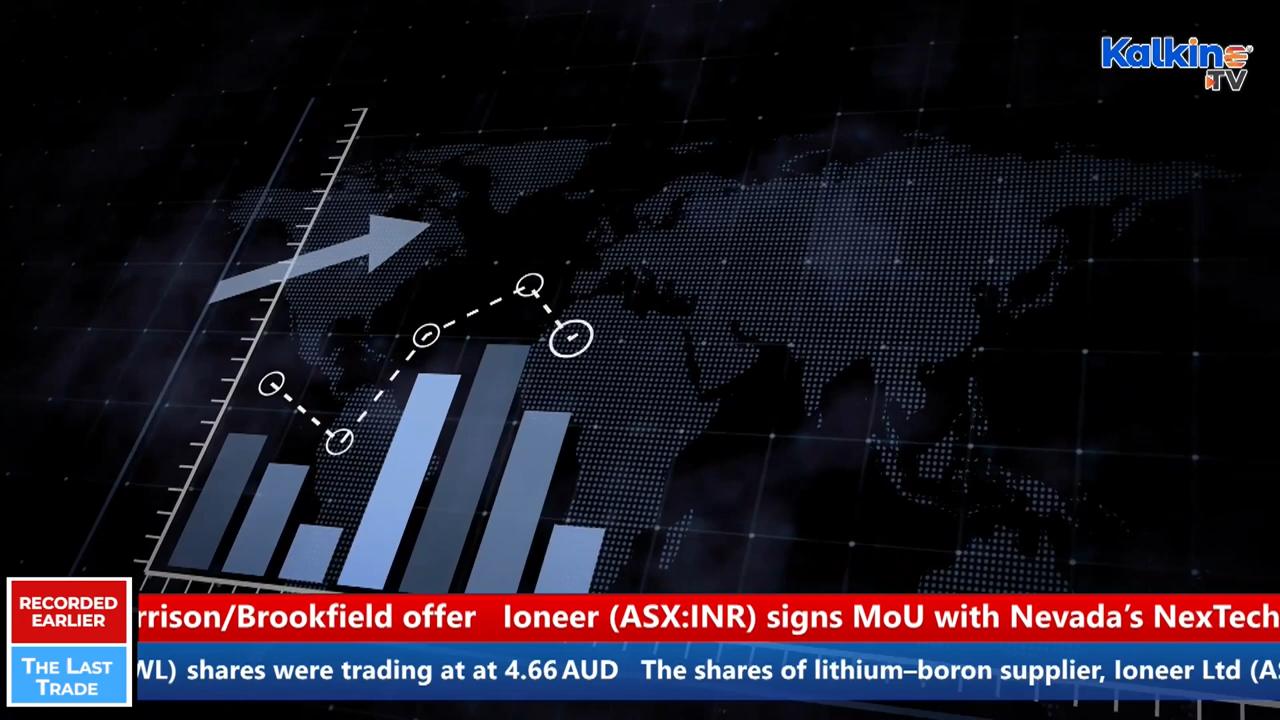 Kalkine
TV
RECORDED
EARLIER
rrison/Brookfield offer Ioneer (ASX:INR) signs MoU with Nevada’s NexTech
THE LAST
TRADE
WL) shares were trading at at 4.66 AUD The shares of lithium–boron supplier, Ioneer Ltd (AS